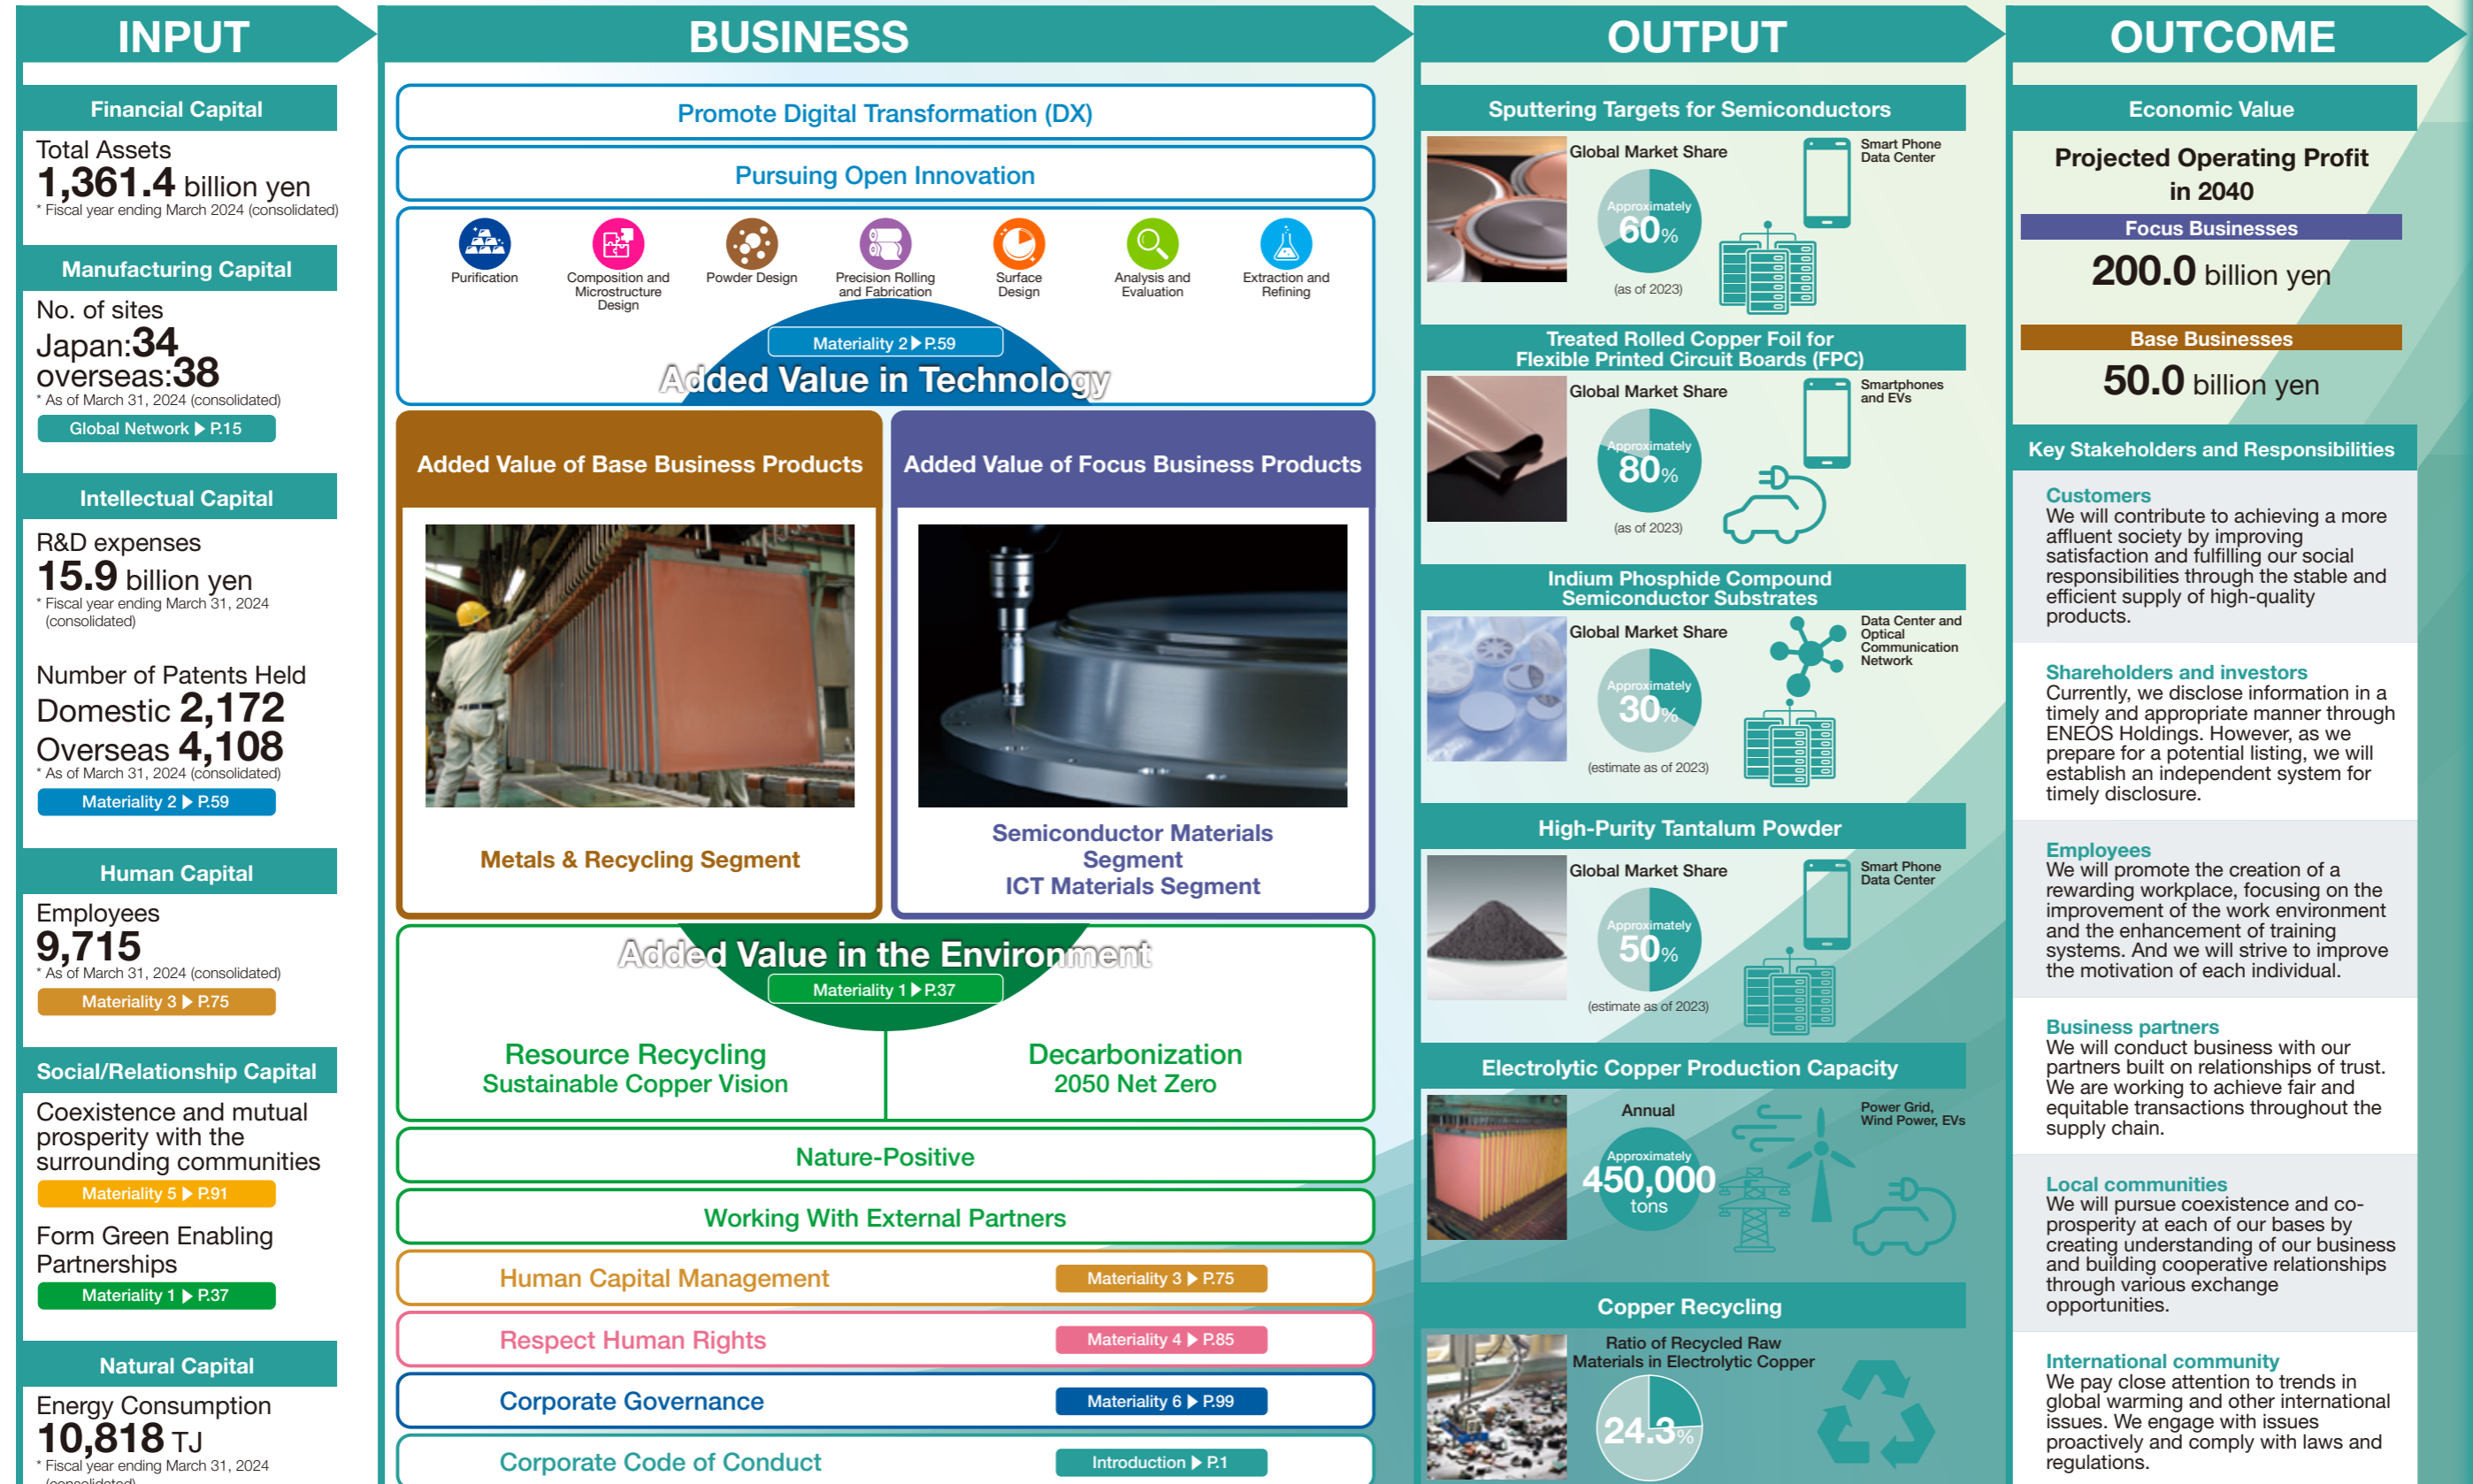 INPUT
Financial Capital
Total Assets
1,361.4 billion yen
* Fiscal year ending March 2024 (consolidated)
Manufacturing Capital
No. of sites
Japan:34
overseas:38
* As of March 31, 2024 (consolidated)
Global Network ▶ P.15
Intellectual Capital
R&D expenses
15.9 billion yen
* Fiscal year ending March 31, 2024
(consolidated)
Number of Patents Held
Domestic 2,172
Overseas 4,108
* As of March 31, 2024 (consolidated)
Materiality 2 ▶ P.59
Human Capital
Employees
9,715
* As of March 31, 2024 (consolidated)
Materiality 3 ▶ P.75
Social/Relationship Capital
Coexistence and mutual
prosperity with the
surrounding communities
Materiality 5 ▶ P.91
Form Green Enabling
Partnerships
Materiality 1 ▶ P.37
Natural Capital
Energy Consumption
10,818 TJ
* Fiscal year ending March 31, 2024
(consolidated)
BUSINESS
Promote Digital Transformation (DX)
Pursuing Open Innovation
Purification
Composition and
Microstructure
Design
Powder Design
Precision Rolling
and Fabrication
Surface
Design
Analysis and
Evaluation
Extraction and
Refining
Materiality 2 ▶ P.59
Added Value in Technology
Added Value of Base Business Products
Metals & Recycling Segment
Added Value of Focus Business Products
Semiconductor Materials
Segment
ICT Materials Segment
Added Value in the Environment
Materiality 1 ▶ P.37
Resource Recycling
Sustainable Copper Vision
Decarbonization
2050 Net Zero
Nature-Positive
Working With External Partners
Human Capital Management
Materiality 3 ▶ P.75
Respect Human Rights
Materiality 4 ▶ P.85
Corporate Governance
Materiality 6 ▶ P.99
Corporate Code of Conduct
Introduction ▶ P.1
OUTPUT
Sputtering Targets for Semiconductors
Global Market Share
Approximately
60%
(as of 2023)
Smart Phone
Data Center
Treated Rolled Copper Foil for
Flexible Printed Circuit Boards (FPC)
Global Market Share
Approximately
80%
(as of 2023)
Smartphones
and EVs
Indium Phosphide Compound
Semiconductor Substrates
Global Market Share
Approximately
30%
(estimate as of 2023)
Data Center and
Optical
Communication
Network
High-Purity Tantalum Powder
Global Market Share
Approximately
50%
(estimate as of 2023)
Smart Phone
Data Center
Electrolytic Copper Production Capacity
Annual
Approximately
450,000
tons
Power Grid,
Wind Power, EVs
Copper Recycling
Ratio of Recycled Raw
Materials in Electrolytic Copper
24.3%
OUTCOME
Economic Value
Projected Operating Profit
in 2040
Focus Businesses
200.0 billion yen
Base Businesses
50.0 billion yen
Key Stakeholders and Responsibilities
Customers
We will contribute to achieving a more
affluent society by improving
satisfaction and fulfilling our social
responsibilities through the stable and
efficient supply of high-quality
products.
Shareholders and investors
Currently, we disclose information in a
timely and appropriate manner through
ENEOS Holdings. However, as we
prepare for a potential listing, we will
establish an independent system for
timely disclosure.
Employees
We will promote the creation of a
rewarding workplace, focusing on the
improvement of the work environment
and the enhancement of training
systems. And we will strive to improve
the motivation of each individual.
Business partners
We will conduct business with our
partners built on relationships of trust.
We are working to achieve fair and
equitable transactions throughout the
supply chain.
Local communities
We will pursue coexistence and co-
prosperity at each of our bases by
creating understanding of our business
and building cooperative relationships
through various exchange
opportunities.
International community
We pay close attention to trends in
global warming and other international
issues. We engage with issues
proactively and comply with laws and
regulations.